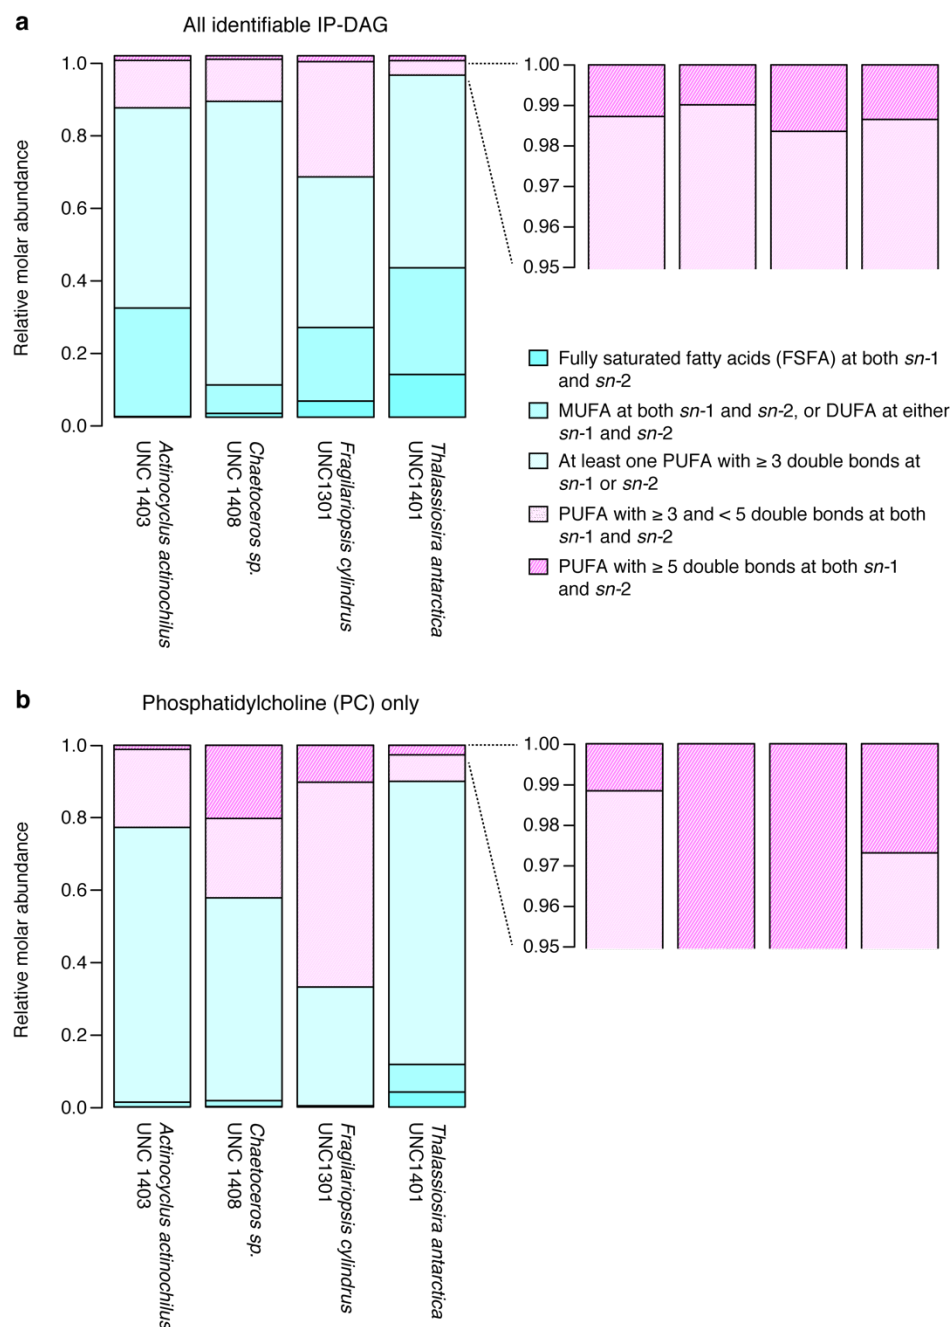 a
All identifiable IP-DAG
Relative molar abundance
1.0
0.8
0.6
0.4
0.2
0.0
Actinocyclus actinochilus
UNC 1403
Chaetoceros sp.
UNC 1408
Fragilariopsis cylindrus
UNC1301
Thalassiosira antarctica
UNC1401
1.00
0.99
0.98
0.97
0.96
0.95
Fully saturated fatty acids (FSFA) at both sn-1
and sn-2
MUFA at both sn-1 and sn-2, or DUFA at either
sn-1 and sn-2
At least one PUFA with ≥ 3 double bonds at
sn-1 or sn-2
PUFA with ≥ 3 and < 5 double bonds at both
sn-1 and sn-2
PUFA with ≥ 5 double bonds at both sn-1
and sn-2
b
Phosphatidylcholine (PC) only
Relative molar abundance
1.0
0.8
0.6
0.4
0.2
0.0
Actinocyclus actinochilus
UNC 1403
Chaetoceros sp.
UNC 1408
Fragilariopsis cylindrus
UNC1301
Thalassiosira antarctica
UNC1401
1.00
0.99
0.98
0.97
0.96
0.95